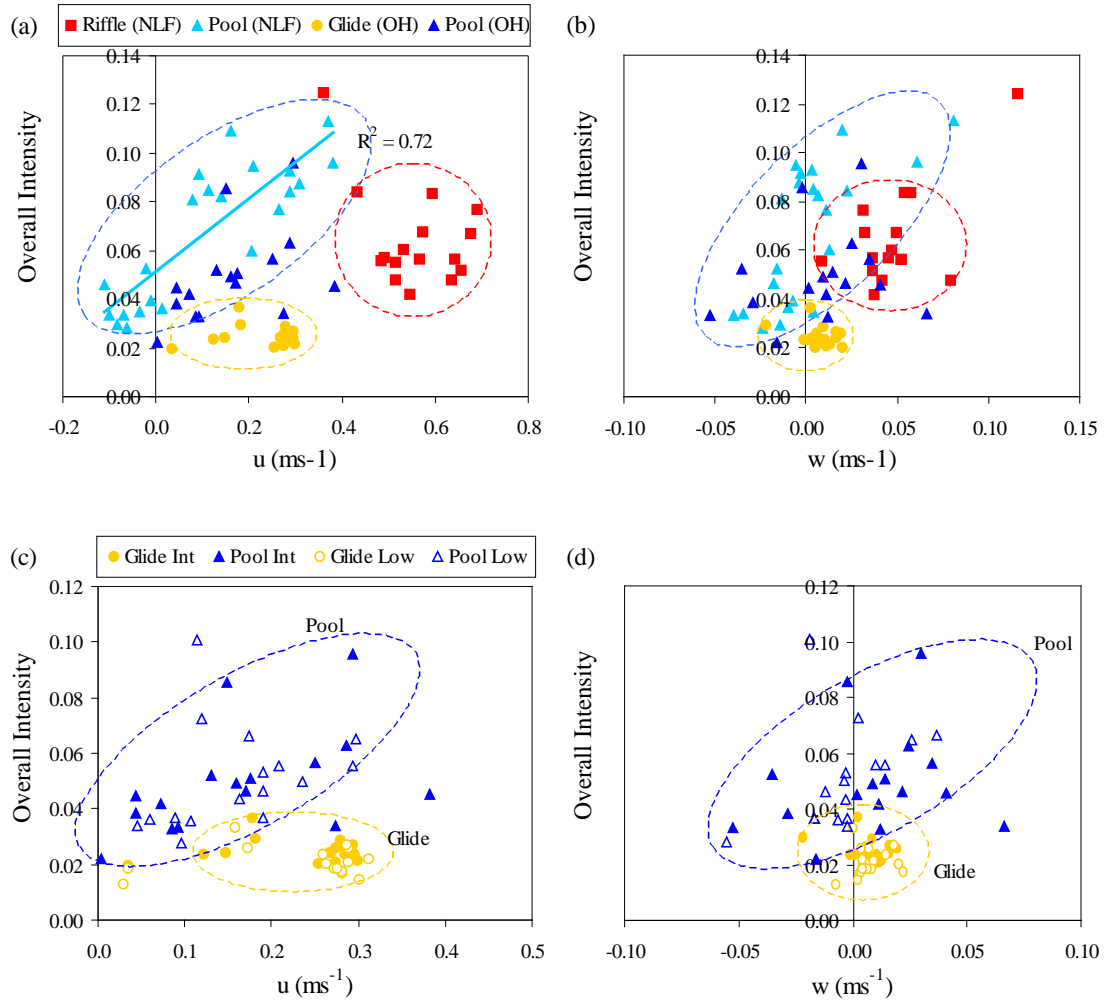 (a)
Riffle (NLF) Pool (NLF) Glide (OH) Pool (OH)
(b)
0.14
0.12
0.10
0.08
0.06
0.04
0.02
0.00
Overall Intensity
R² = 0.72
-0.2 0.0 0.2 0.4 0.6 0.8
u (ms-1)
0.14
0.12
0.10
0.08
0.06
0.04
0.02
0.00
Overall Intensity
-0.10 -0.05 0.00 0.05 0.10 0.15
w (ms-1)
(c)
Glide Int Pool Int Glide Low Pool Low
(d)
0.12
0.10
0.08
0.06
0.04
0.02
0.00
Overall Intensity
Pool
Glide
0.0 0.1 0.2 0.3 0.4 0.5
u (ms⁻¹)
0.12
0.10
0.08
0.06
0.04
0.02
0.00
Overall Intensity
Pool
Glide
-0.10 -0.05 0.00 0.05 0.10
w (ms⁻¹)